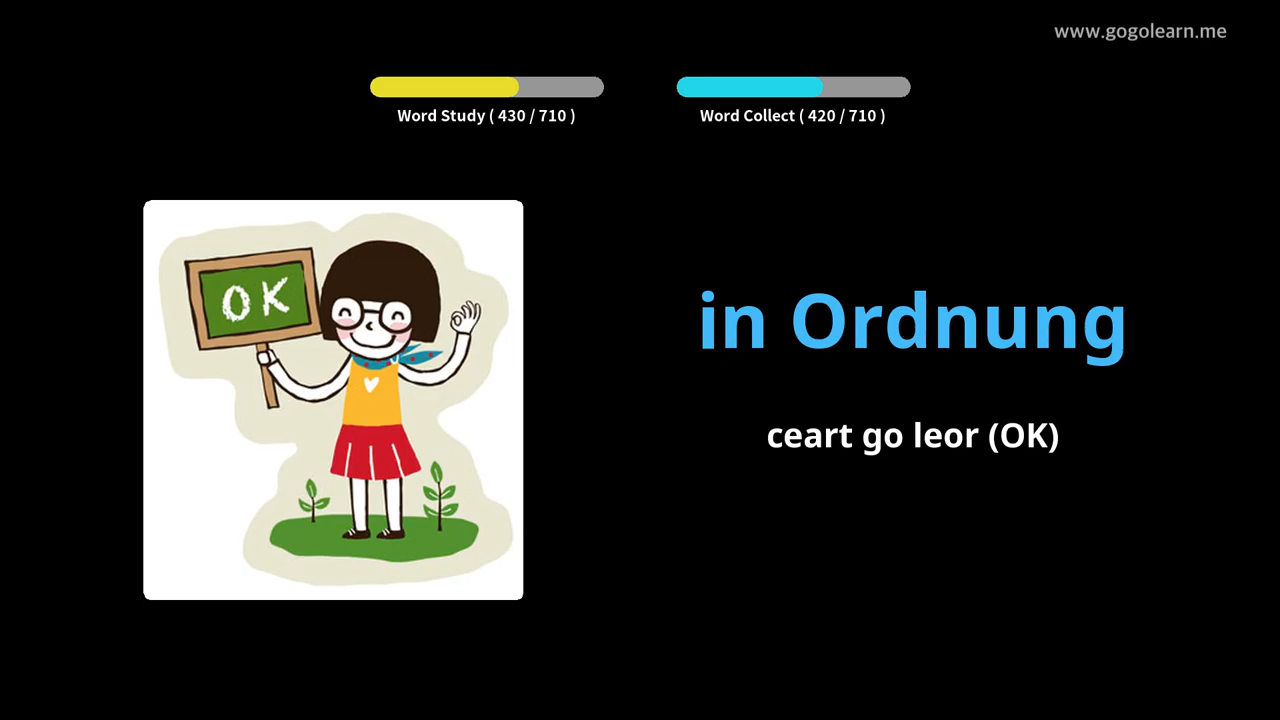 www.gogolearn.me
Word Study ( 430 / 710 )
Word Collect ( 420 / 710 )
OK
in Ordnung
ceart go leor (OK)